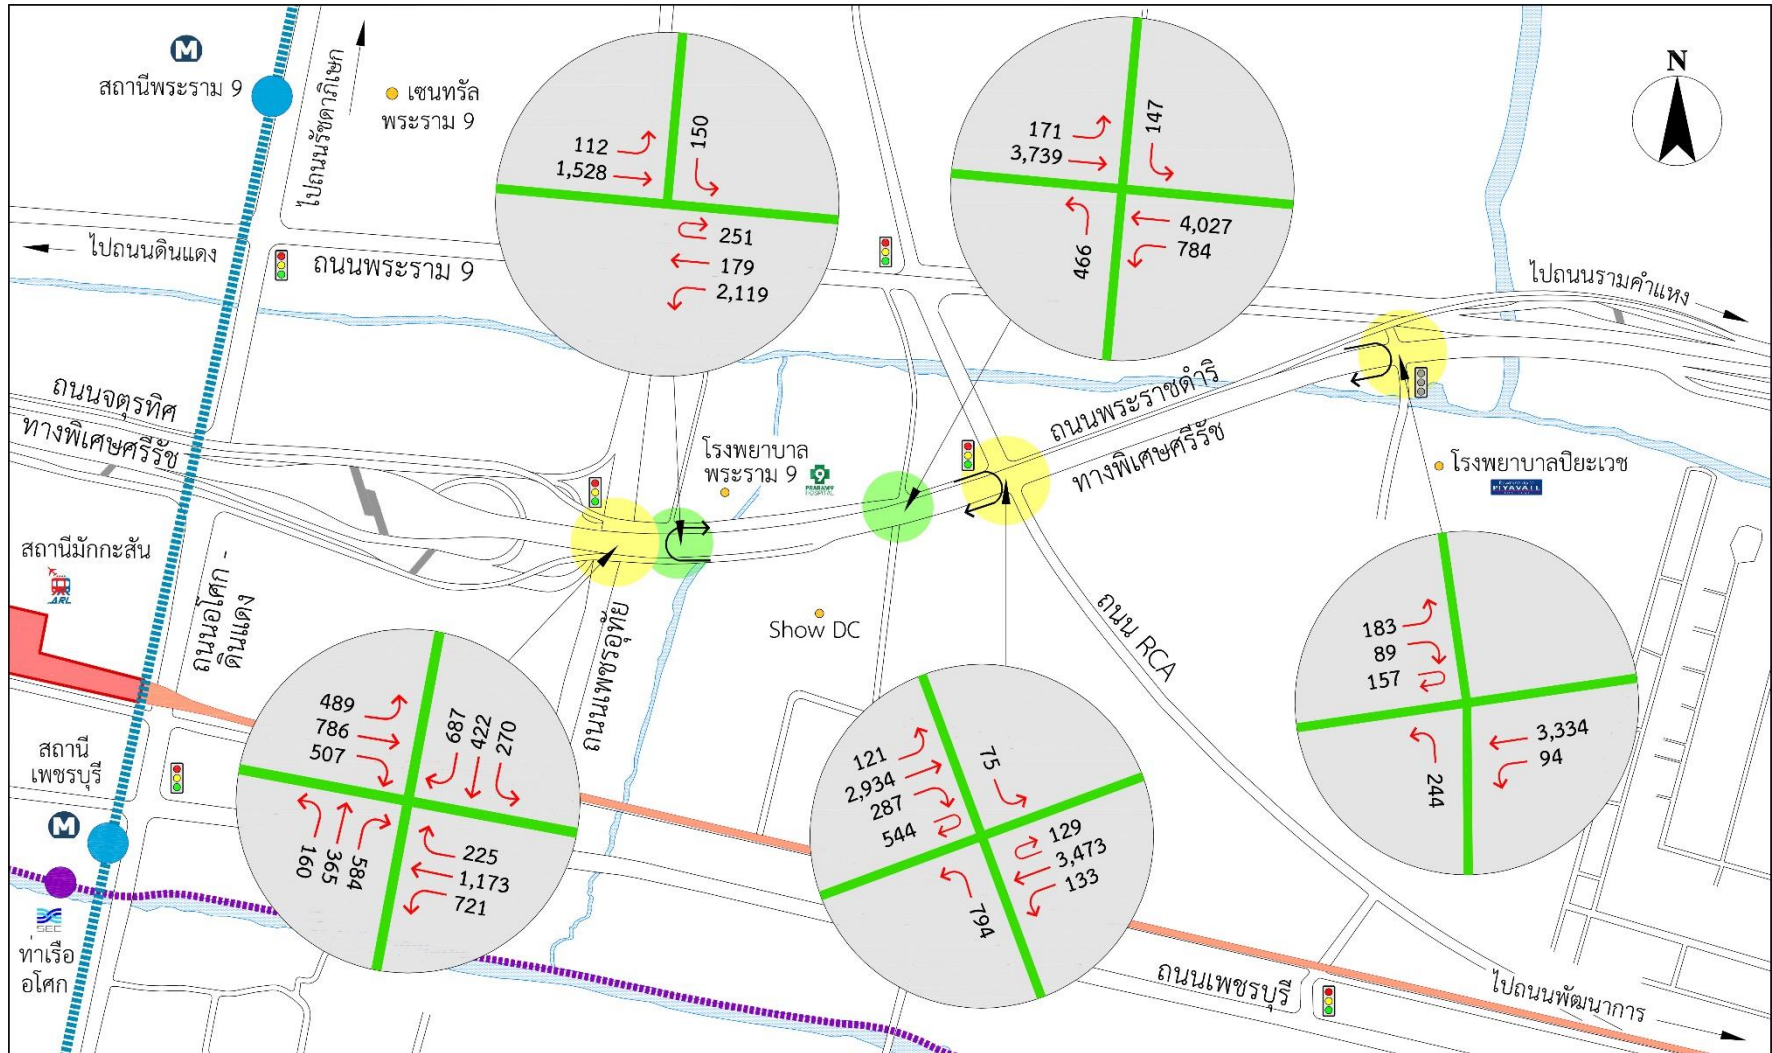 M
สถานีพระราม 9
ไปถนนรัชดาภิเษก
เซนทรัล
พระราม 9
112
1,528
150
251
179
2,119
171
3,739
147
466
4,027
784
N
ไปถนนดินแดง
ถนนพระราม 9
ไปถนนรามคำแหง
ถนนจตุรทิศ
ทางพิเศษศรีรัช
โรงพยาบาล
พระราม 9
9
PRARAM9
HOSPITAL
ถนนพระราชดำริ
ทางพิเศษศรีรัช
โรงพยาบาลปิยะเวช
PIYAVATE
สถานีมักกะสัน
ARL
ถนนอโศก -
ดินแดง
ถนนเพชรอุทัย
Show DC
ถนน RCA
183
89
157
3,334
94
244
489
786
507
687
422
270
160
365
584
225
1,173
721
121
2,934
287
544
75
129
3,473
133
794
สถานี
เพชรบุรี
M
SEC
ท่าเรือ
อโศก
ถนนเพชรบุรี
ไปถนนพัฒนาการ